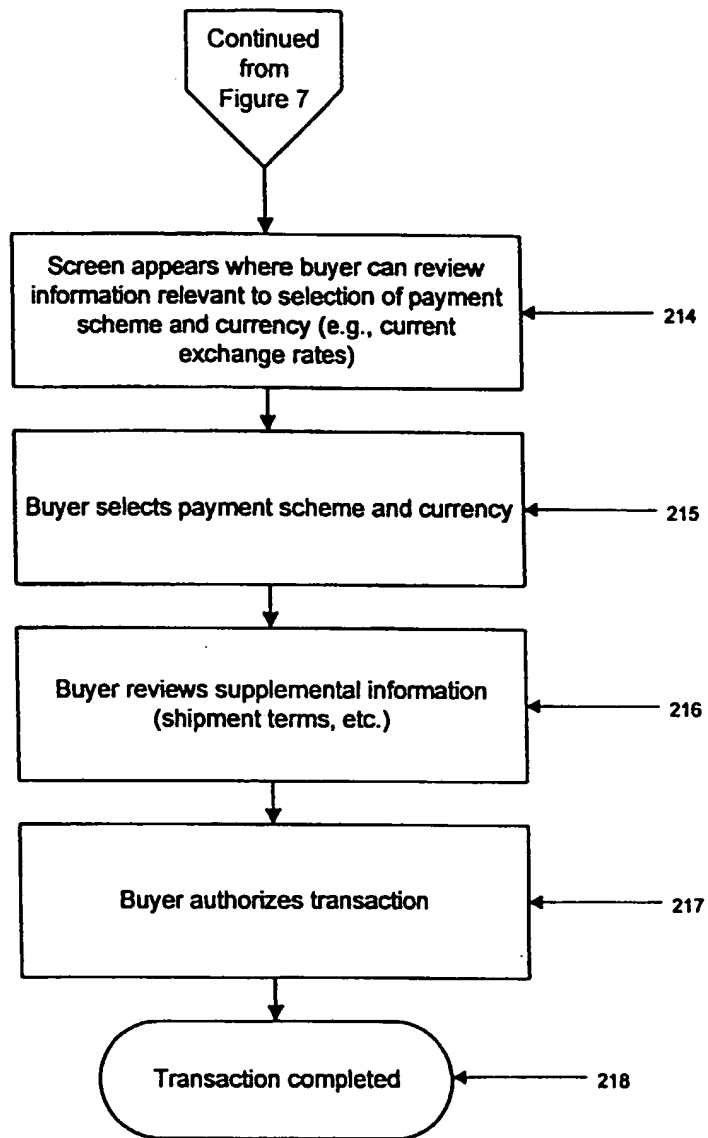 Continued
from
Figure 7
Screen appears where buyer can review
information relevant to selection of payment
scheme and currency (e.g., current
exchange rates)
214
Buyer selects payment scheme and currency
215
Buyer reviews supplemental information
(shipment terms, etc.)
216
Buyer authorizes transaction
217
Transaction completed
218